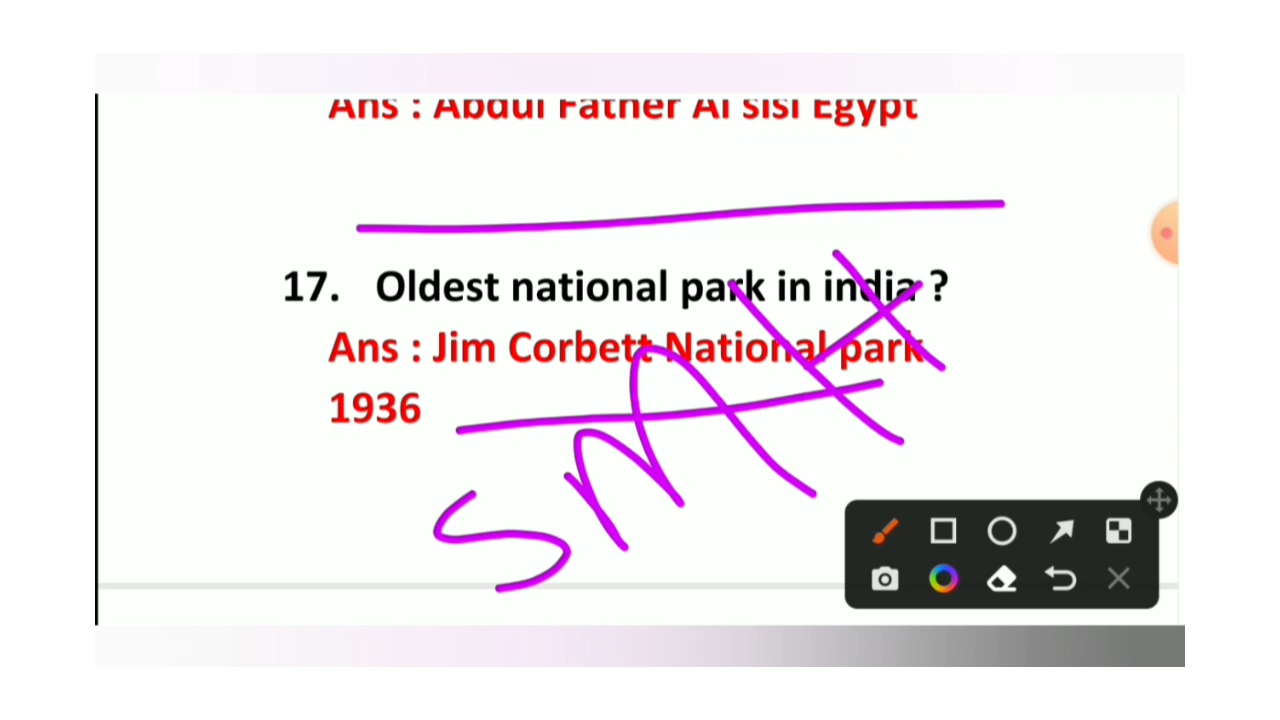 Ans : Abdul Father Al sisi Egypt
17. Oldest national park in india ?
Ans : Jim Corbett National park
1936
SMH